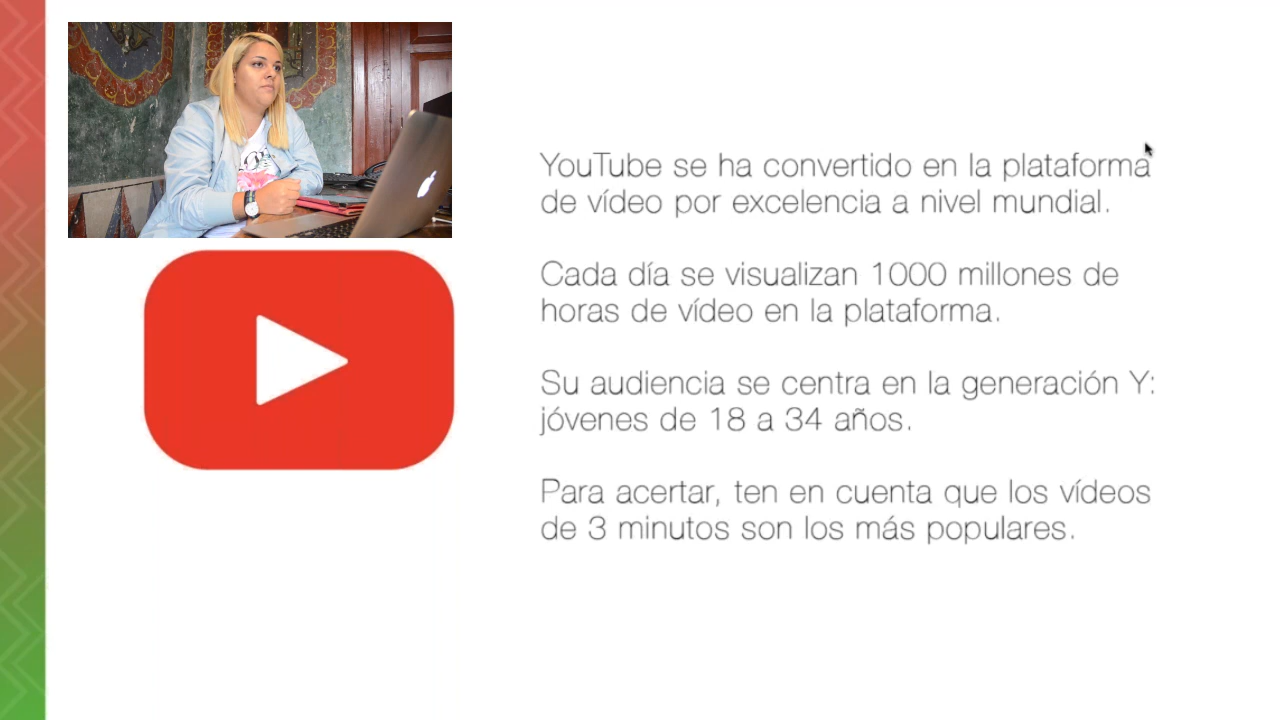 YouTube se ha convertido en la plataforma
de vídeo por excelencia a nivel mundial.
Cada día se visualizan 1000 millones de
horas de vídeo en la plataforma.
Su audiencia se centra en la generación Y:
jóvenes de 18 a 34 años.
Para acertar, ten en cuenta que los vídeos
de 3 minutos son los más populares.